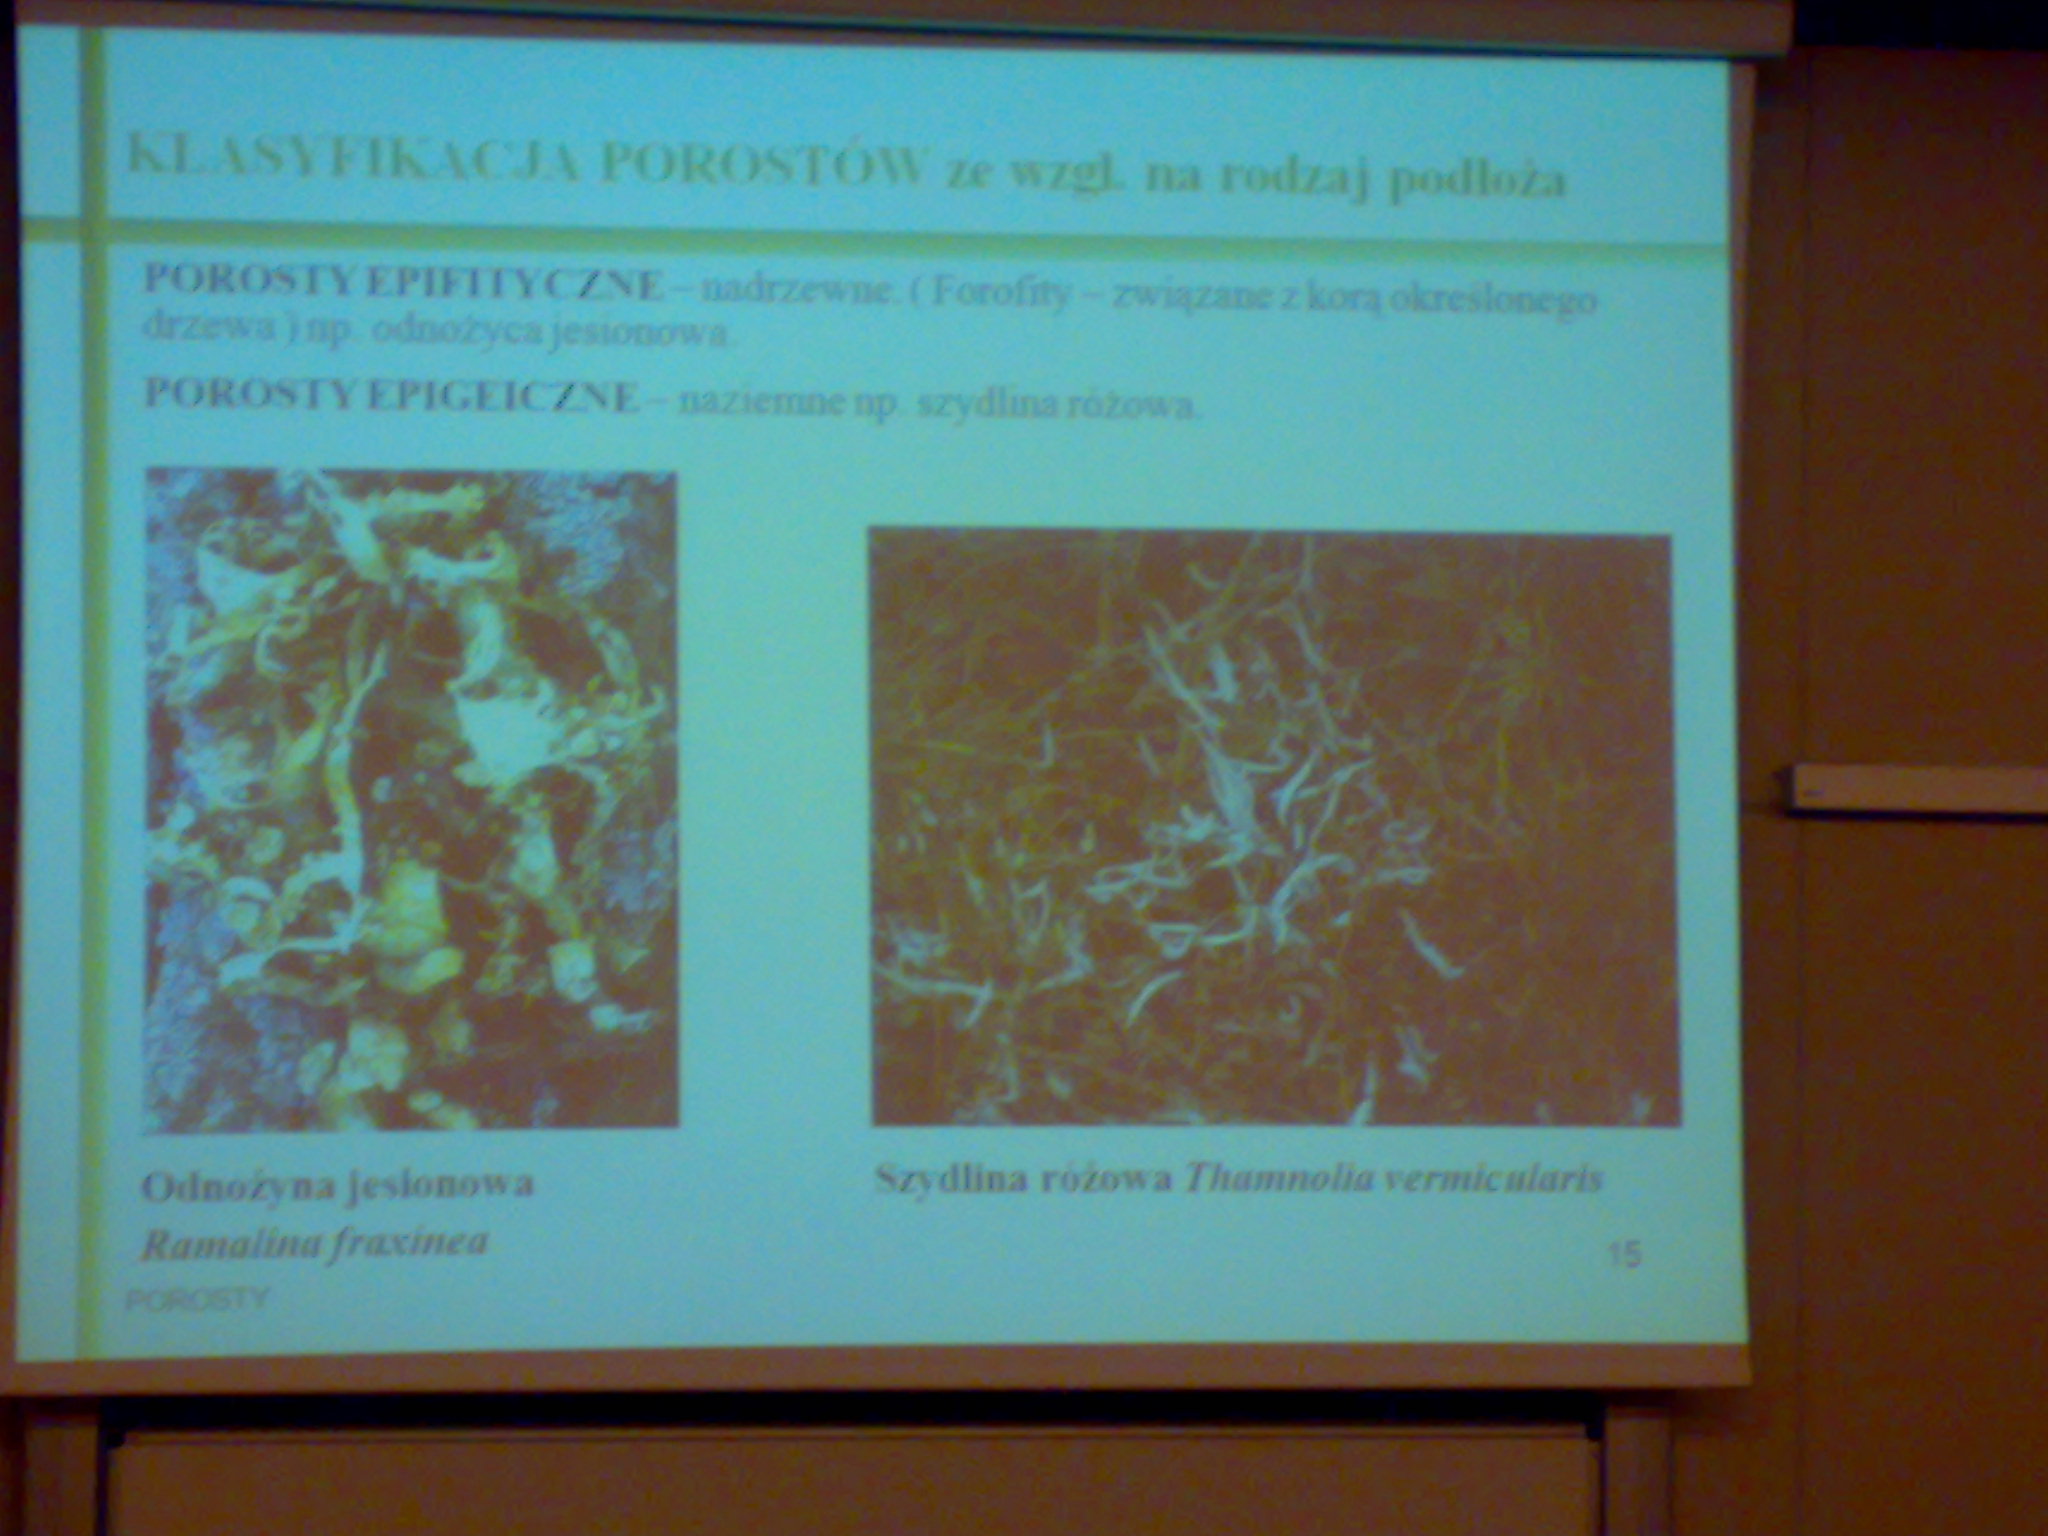 KLASYFIKACJA POROSTÓW ze wzgl. na rodzaj podłoża
POROSTY EPIFITYCZNE – nadrzewne. ( Forofity – związane z korą określonego
drzewa ) np. odnożyca jesionowa.
POROSTY EPIGEICZNE – naziemne np. szydlina różowa.
Odnożyna jesionowa
Ramalina fraxinea
Szydlina różowa Thamnolia vermicularis
15
POROSTY